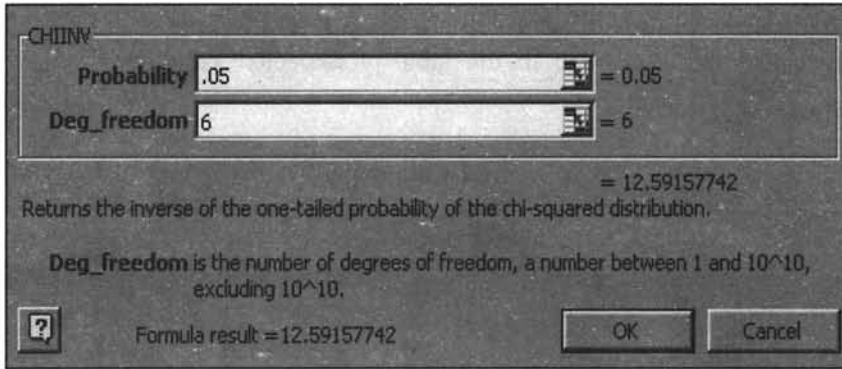 CHIINV
Probability .05 = 0.05
Deg_freedom 6 = 6
= 12.59157742
Returns the inverse of the one-tailed probability of the chi-squared distribution.
Deg_freedom is the number of degrees of freedom, a number between 1 and 10^10,
excluding 10^10.
? Formula result =12.59157742 OK Cancel